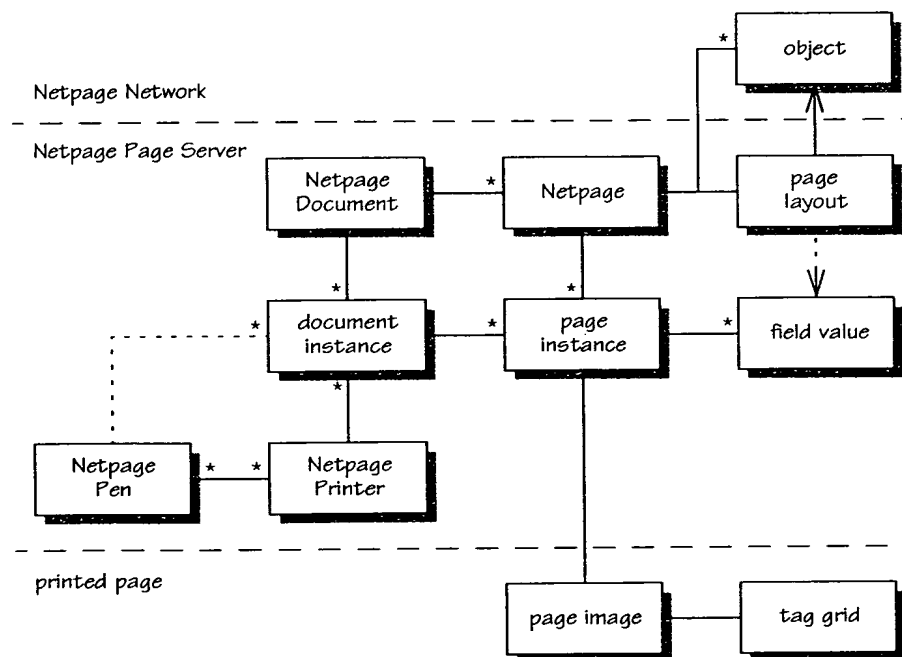 object
Netpage Network
Netpage Page Server
Netpage
Document
Netpage
page
layout
document
instance
page
instance
field value
Netpage
Pen
Netpage
Printer
printed page
page image
tag grid
* 
*
*
*
*
*
*
*
*
*